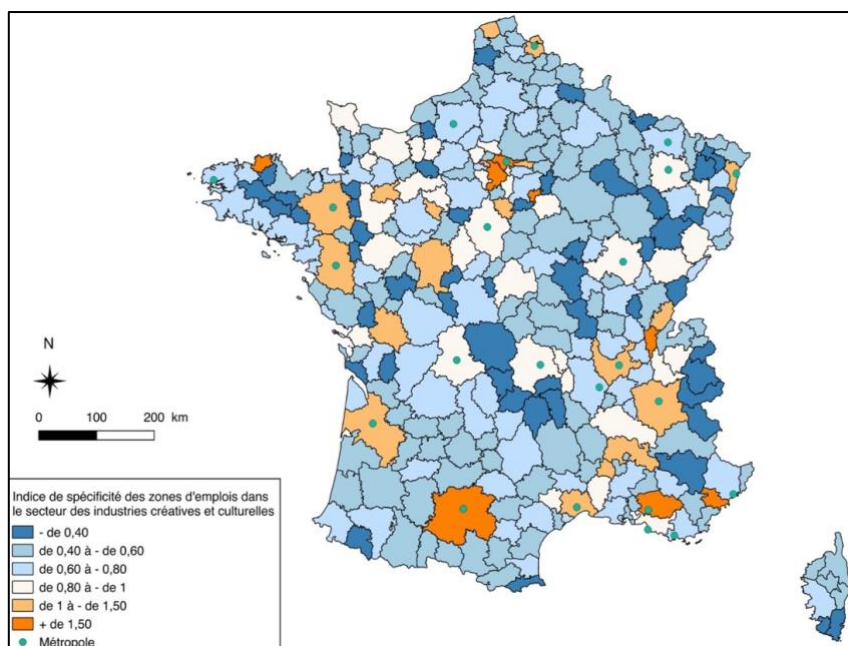 N
0 100 200 km
Indice de spécificité des zones d'emplois dans
le secteur des industries créatives et culturelles
- de 0,40
de 0,40 à - de 0,60
de 0,60 à - 0,80
de 0,80 à - de 1
de 1 à - de 1,50
+ de 1,50
Métropole